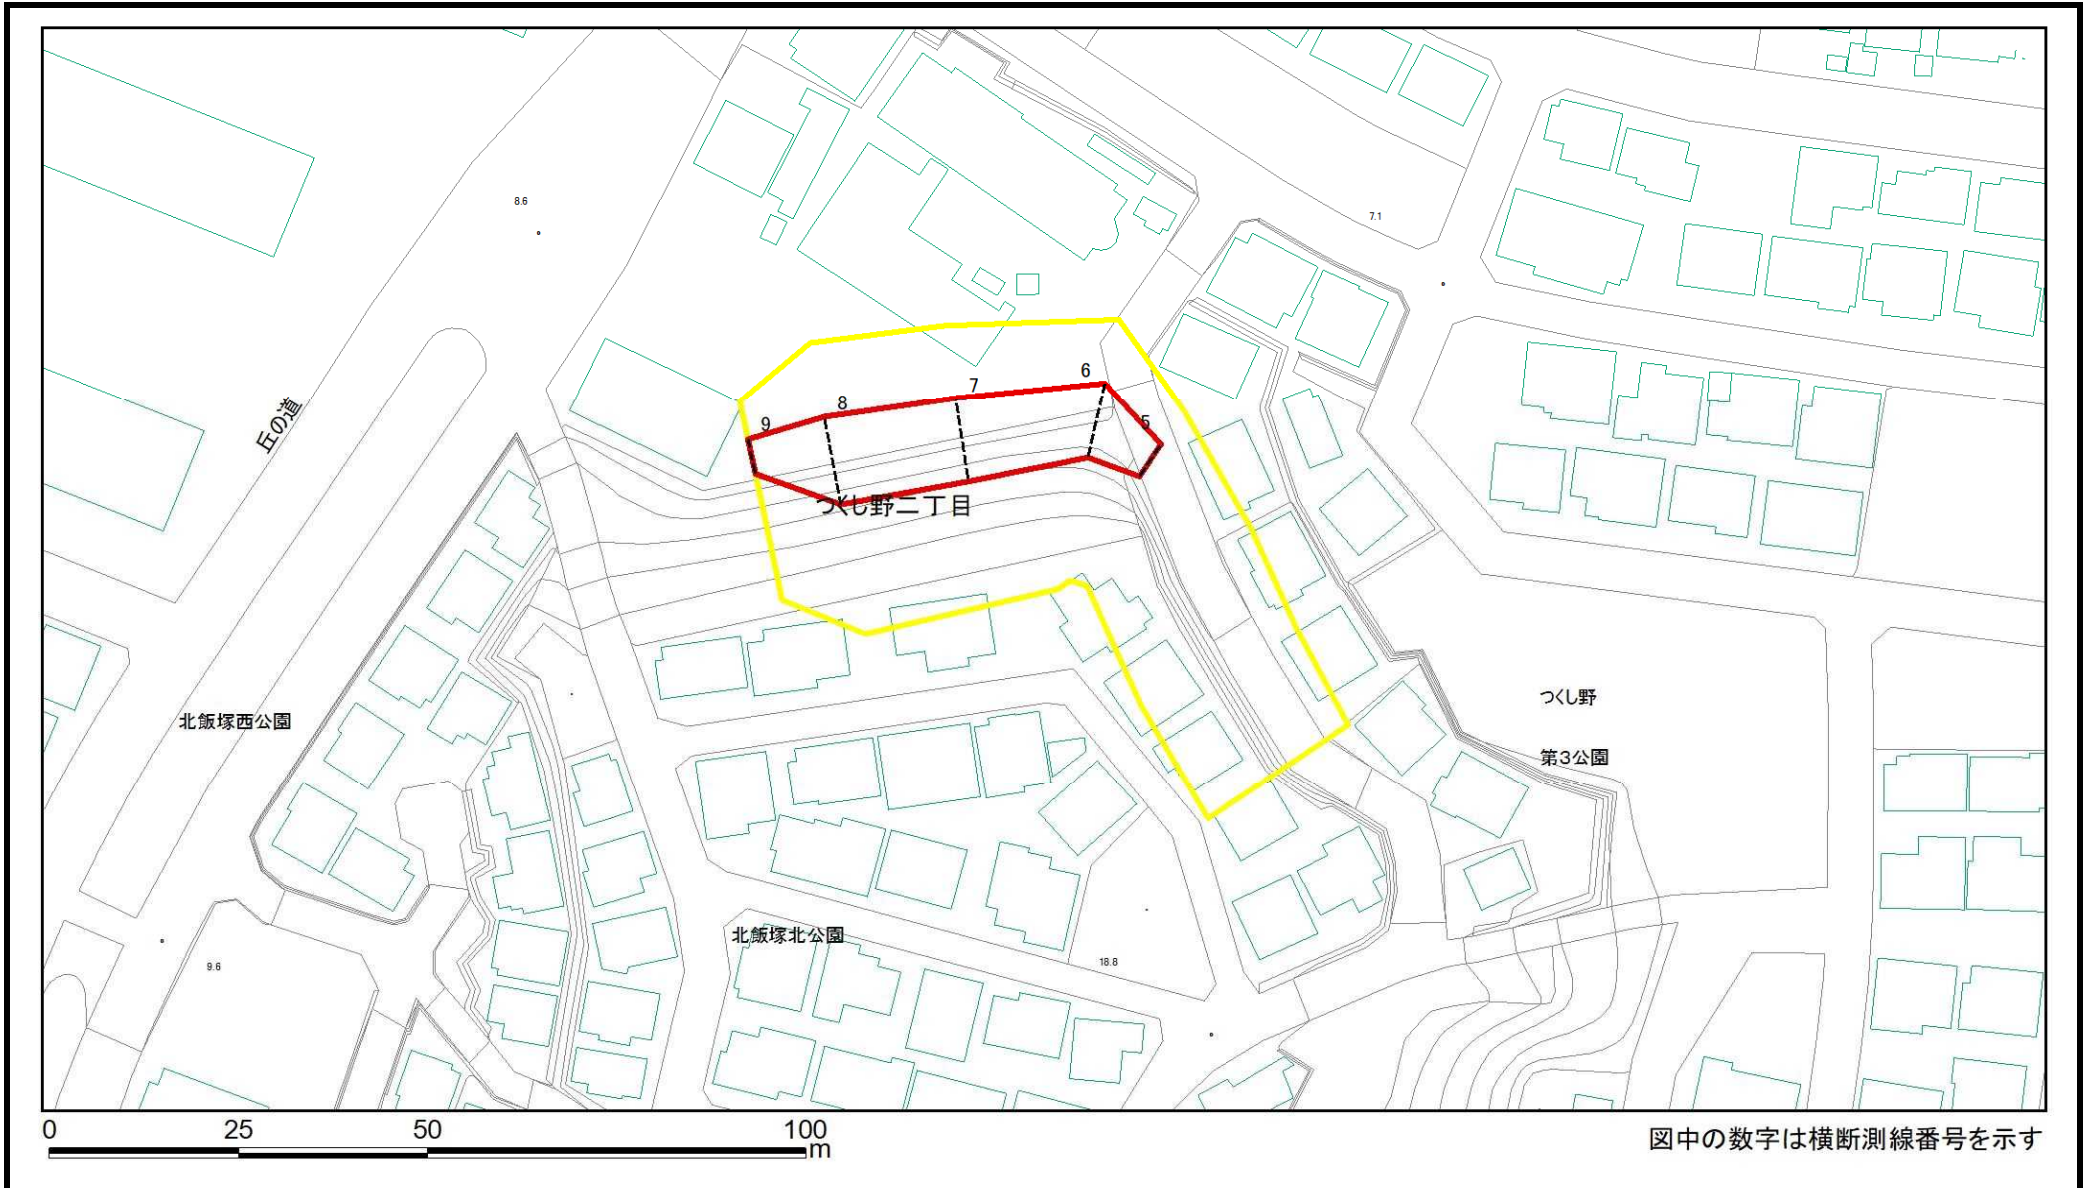 8.6
7.1
丘の道
6
7
8
5
9
つくし野二丁目
つくし野
北飯塚西公園
第3公園
北飯塚北公園
18.8
9.6
0 25 50 100
m
図中の数字は横断測線番号を示す